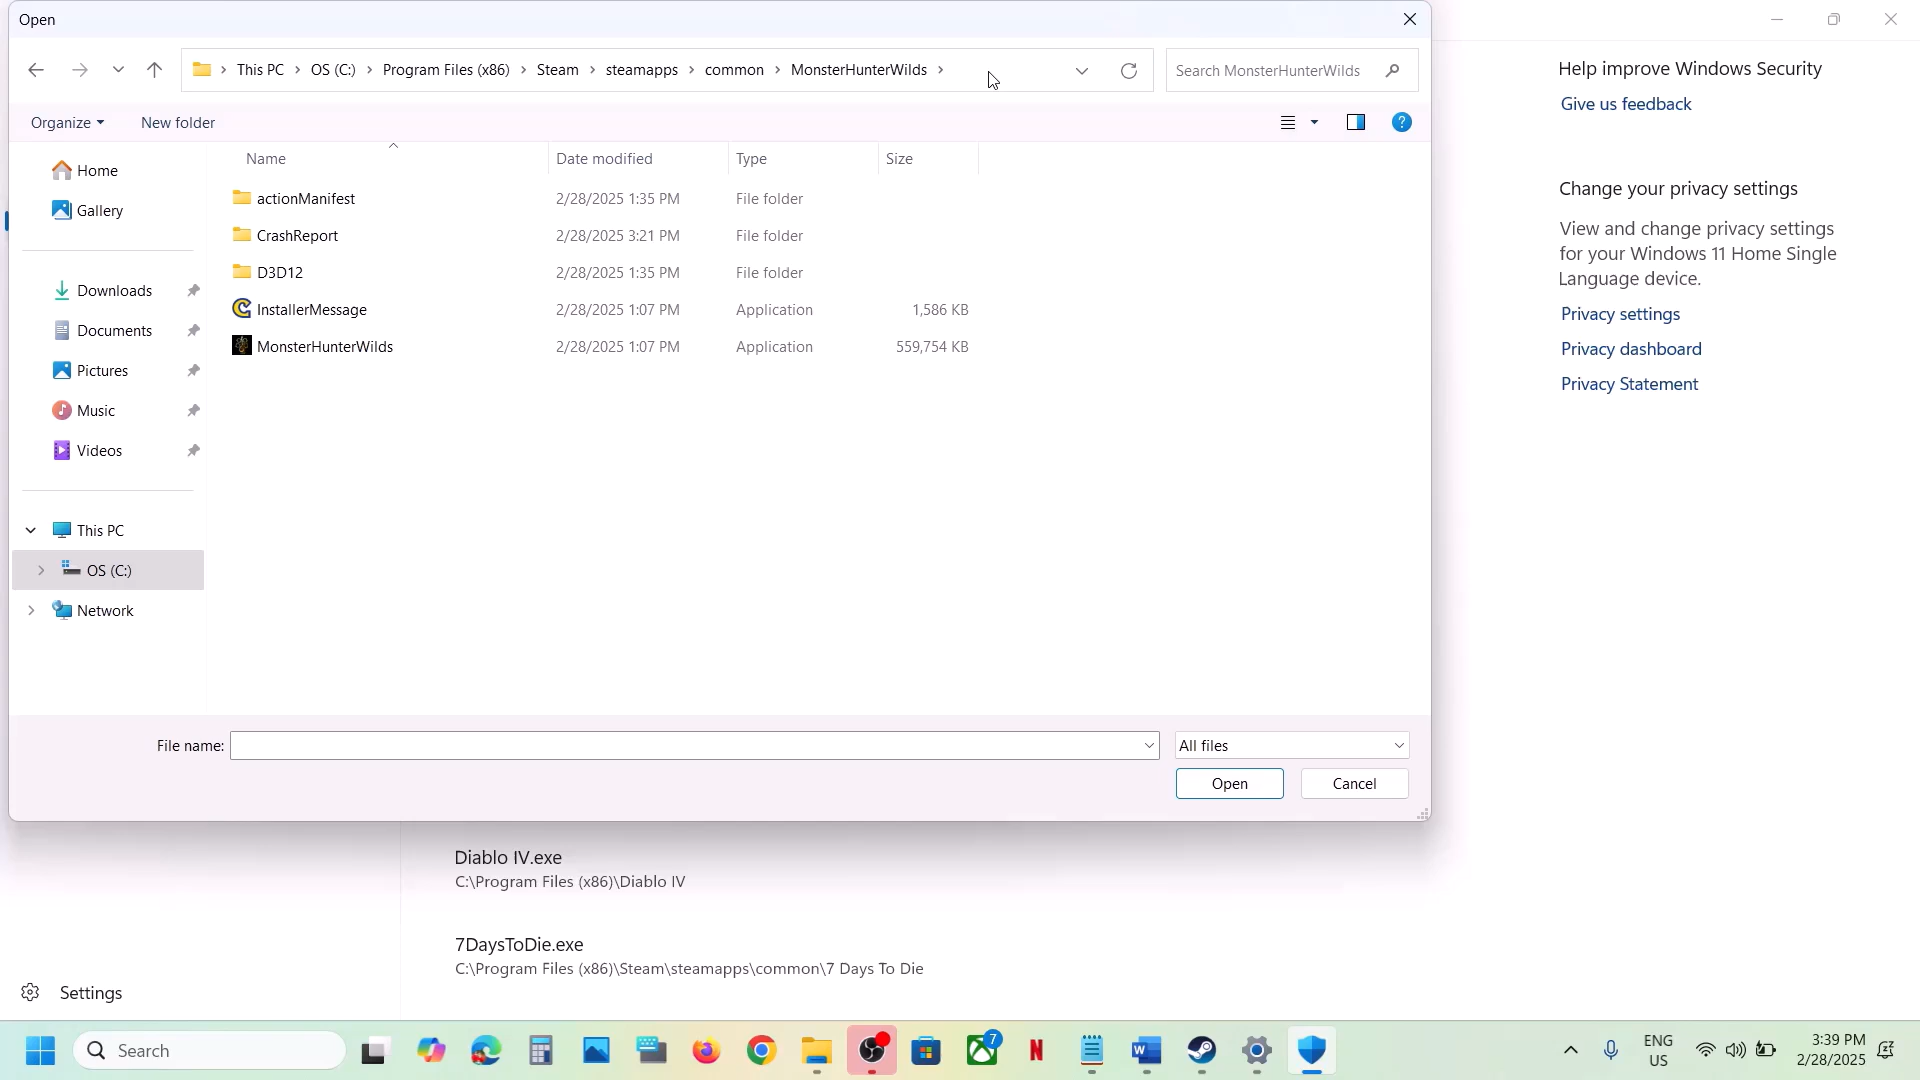 Open
This PC > OS (C:) > Program Files (x86) > Steam > steamapps > common > MonsterHunterWilds >
Search MonsterHunterWilds
Organize
New folder
Name
Date modified
Type
Size
Home
Gallery
Downloads
Documents
Pictures
Music
Videos
This PC
OS (C:)
Network
actionManifest 2/28/2025 1:35 PM File folder
CrashReport 2/28/2025 3:21 PM File folder
D3D12 2/28/2025 1:35 PM File folder
InstallerMessage 2/28/2025 1:07 PM Application 1,586 KB
MonsterHunterWilds 2/28/2025 1:07 PM Application 559,754 KB
File name:
All files
Open
Cancel
Help improve Windows Security
Give us feedback
Change your privacy settings
View and change privacy settings
for your Windows 11 Home Single
Language device.
Privacy settings
Privacy dashboard
Privacy Statement
Diablo IV.exe
C:\Program Files (x86)\Diablo IV
7DaysToDie.exe
C:\Program Files (x86)\Steam\steamapps\common\7 Days To Die
Settings
Search
7
ENG
US
3:39 PM
2/28/2025